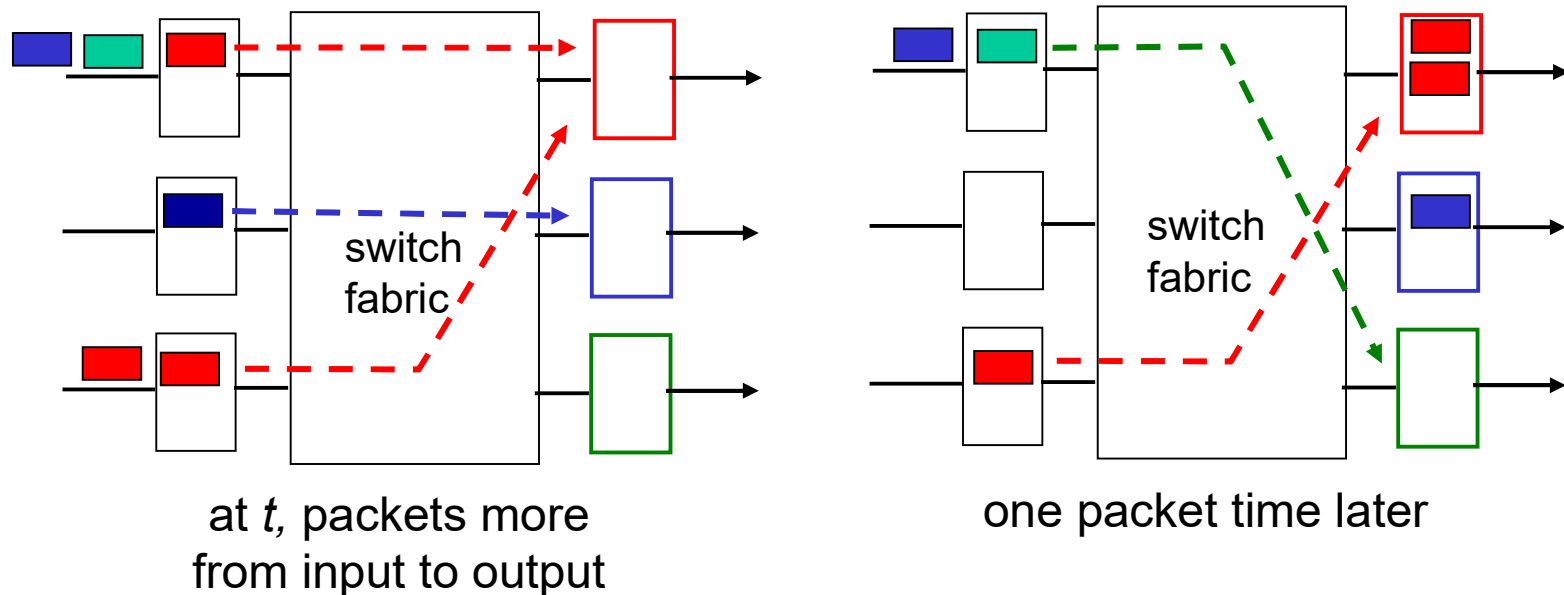 switch
fabric
switch
fabric
at t, packets more
from input to output
one packet time later